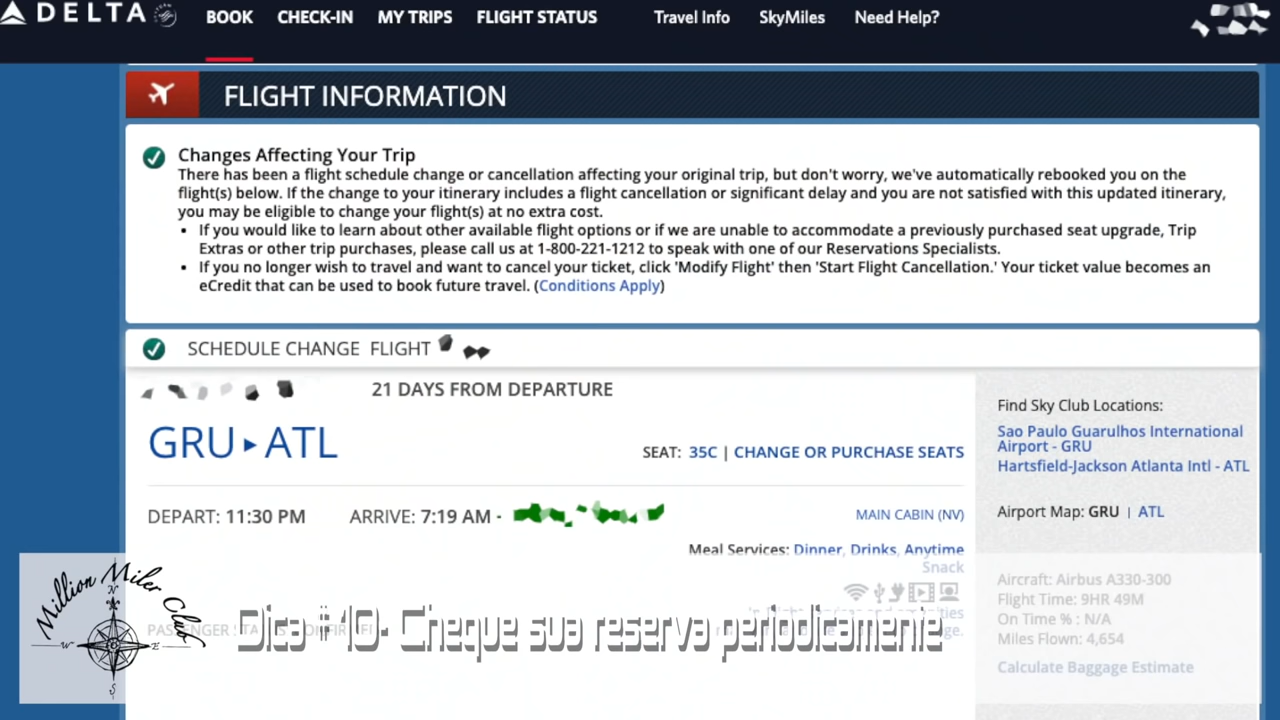 DELTA BOOK CHECK-IN MY TRIPS FLIGHT STATUS Travel Info SkyMiles Need Help?
FLIGHT INFORMATION
Changes Affecting Your Trip
There has been a flight schedule change or cancellation affecting your original trip, but don't worry, we've automatically rebooked you on the
flight(s) below. If the change to your itinerary includes a flight cancellation or significant delay and you are not satisfied with this updated itinerary,
you may be eligible to change your flight(s) at no extra cost.
• If you would like to learn about other available flight options or if we are unable to accommodate a previously purchased seat upgrade, Trip
Extras or other trip purchases, please call us at 1-800-221-1212 to speak with one of our Reservations Specialists.
• If you no longer wish to travel and want to cancel your ticket, click 'Modify Flight' then 'Start Flight Cancellation.' Your ticket value becomes an
eCredit that can be used to book future travel. (Conditions Apply)
SCHEDULE CHANGE FLIGHT
21 DAYS FROM DEPARTURE
GRU ▸ ATL
SEAT: 35C | CHANGE OR PURCHASE SEATS
DEPART: 11:30 PM ARRIVE: 7:19 AM -
MAIN CABIN (NV)
Meal Services: Dinner, Drinks, Anytime
Snack
Find Sky Club Locations:
Sao Paulo Guarulhos International
Airport - GRU
Hartsfield-Jackson Atlanta Intl - ATL
Airport Map: GRU | ATL
Aircraft: Airbus A330-300
Flight Time: 9HR 49M
On Time % : N/A
Miles Flown: 4,654
Calculate Baggage Estimate
Million Miler Club
N
W E
S
Dica #10- Cheque sua reserva periodicamente